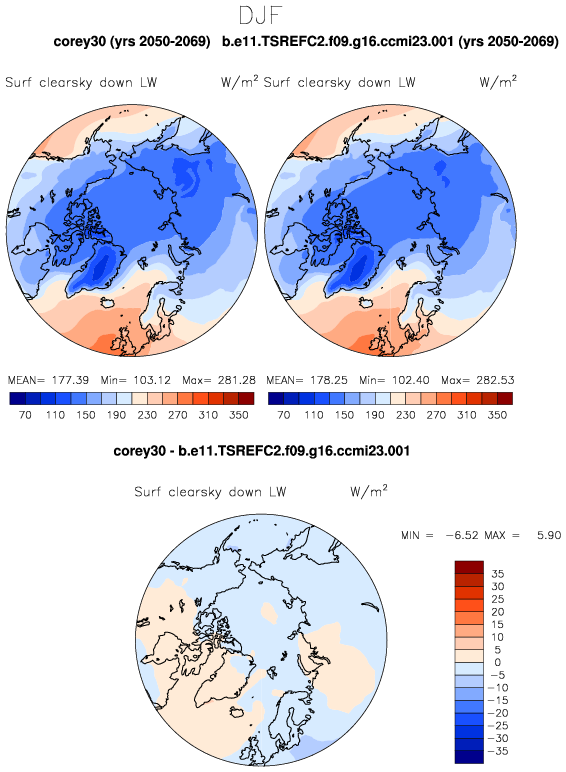 DJF
corey30 (yrs 2050-2069) b.e11.TSREFC2.f09.g16.ccmi23.001 (yrs 2050-2069)
Surf clearsky down LW W/m² Surf clearsky down LW W/m²
MEAN= 177.39 Min= 103.12 Max= 281.28 MEAN= 178.25 Min= 102.40 Max= 282.53
70 110 150 190 230 270 310 350 70 110 150 190 230 270 310 350
corey30 - b.e11.TSREFC2.f09.g16.ccmi23.001
Surf clearsky down LW W/m²
MIN = -6.52 MAX = 5.90
35
30
25
20
15
10
5
0
-5
-10
-15
-20
-25
-30
-35